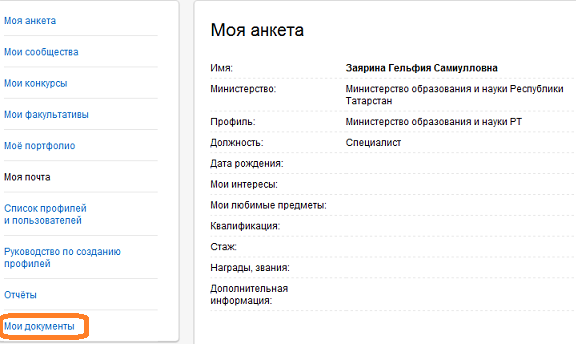 Моя анкета
Мои сообщества
Мои конкурсы
Мои факультативы
Моё портфолио
Моя почта
Список профилей
и пользователей
Руководство по созданию
профилей
Отчёты
Мои документы
Моя анкета
Имя: Заярина Гельфия Самиулловна
Министерство: Министерство образования и науки Республики
Татарстан
Профиль: Министерство образования и науки РТ
Должность: Специалист
Дата рождения:
Мои интересы:
Мои любимые предметы:
Квалификация:
Стаж:
Награды, звания:
Дополнительная
информация: